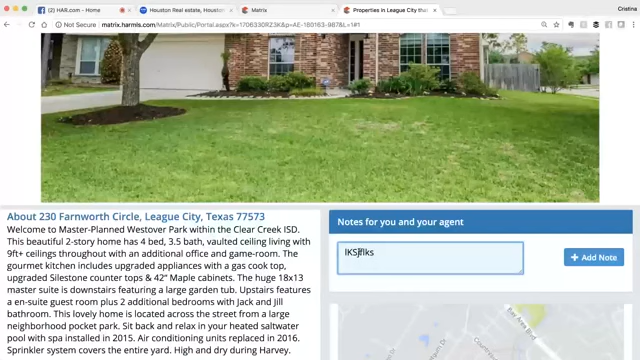 (2) HAR.com - Home
Houston Real estate, Houston
Matrix
Properties in League City tha
Cristina
Not Secure
matrix.harmls.com/Matrix/Public/Portal.aspx?
About 230 Farnworth Circle, League City, Texas 77573
Welcome to Master-Planned Westover Park within the Clear Creek ISD.
This beautiful 2-story home has 4 bed, 3.5 bath, vaulted ceiling living with
9ft+ ceilings throughout with an additional office and game-room. The
gourmet kitchen includes upgraded appliances with a gas cook top,
upgraded Silestone counter tops & 42" Maple cabinets. The huge 18x13
master suite is downstairs featuring a large garden tub. Upstairs features
a en-suite guest room plus 2 additional bedrooms with Jack and Jill
bathroom. This lovely home is located across the street from a large
neighborhood pocket park. Sit back and relax in your heated saltwater
pool with spa installed in 2015. Air conditioning units replaced in 2016.
Sprinkler system covers the entire yard. High and dry during Harvey.
Notes for you and your agent
+ Add Note